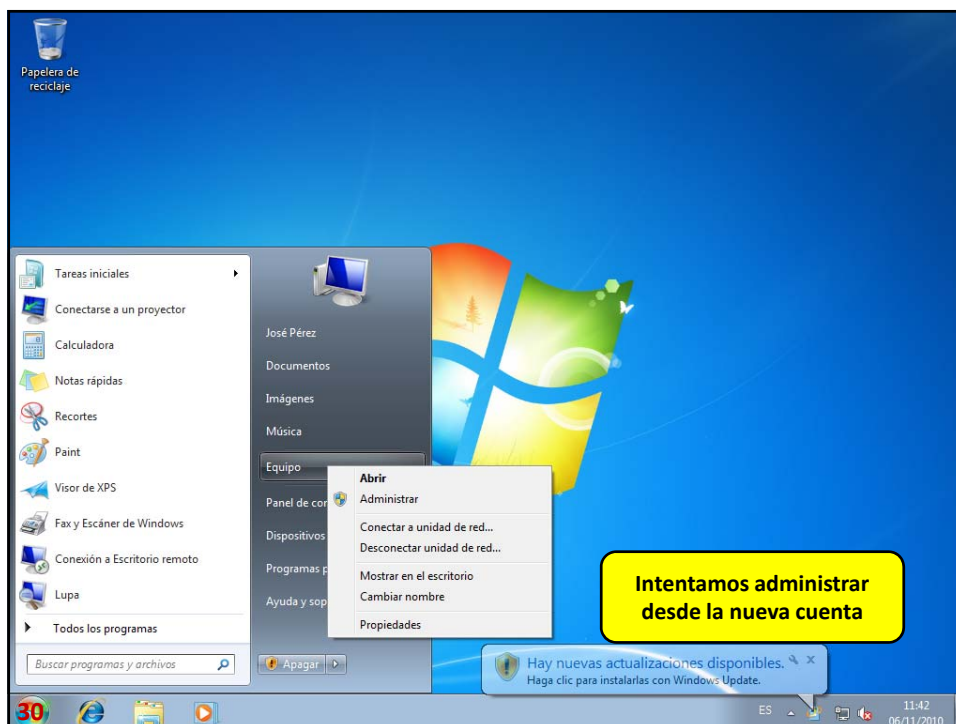 Papelera de
reciclaje
Tareas iniciales
Conectarse a un proyector
Calculadora
Notas rápidas
Recortes
Paint
Visor de XPS
Fax y Escáner de Windows
Conexión a Escritorio remoto
Lupa
Todos los programas
Buscar programas y archivos
José Pérez
Documentos
Imágenes
Música
Equipo
Panel de con
Dispositivos
Programas p
Ayuda y sop
Apagar
Abrir
Administrar
Conectar a unidad de red...
Desconectar unidad de red...
Mostrar en el escritorio
Cambiar nombre
Propiedades
Intentamos administrar
desde la nueva cuenta
Hay nuevas actualizaciones disponibles.
Haga clic para instalarlas con Windows Update.
30
ES
11:42
06/11/2010